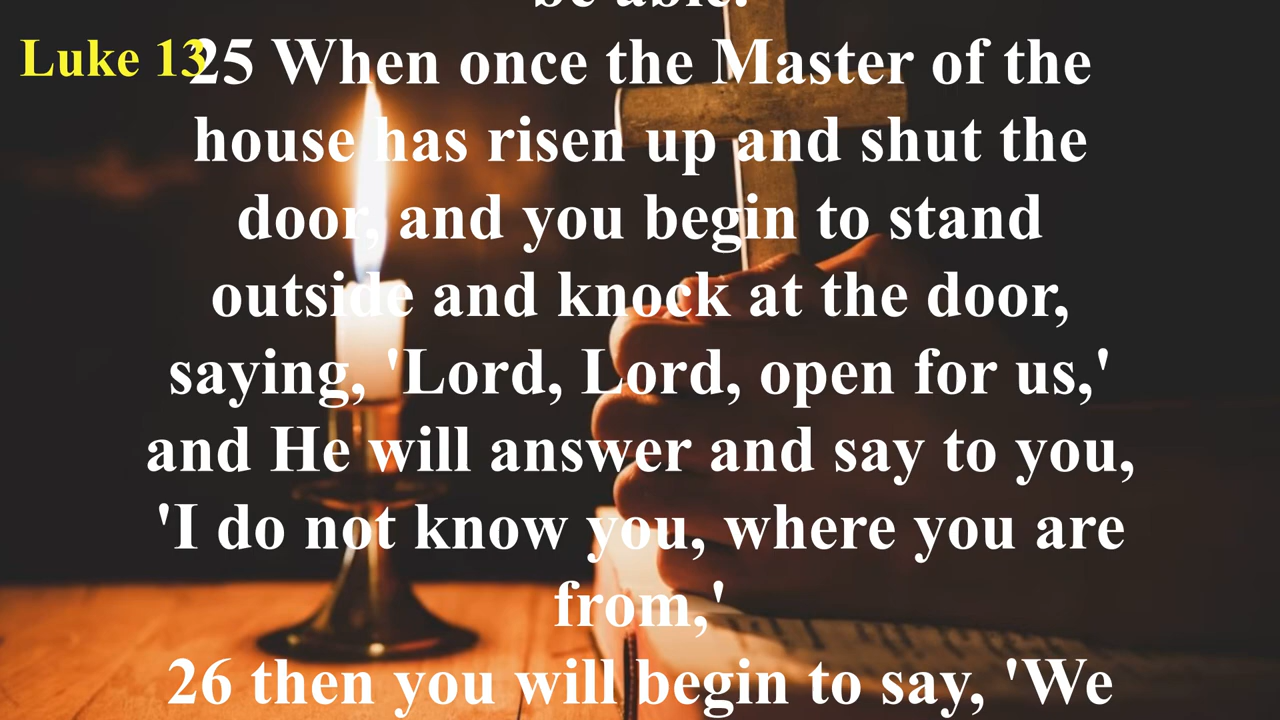 be able.
Luke 13
25 When once the Master of the
house has risen up and shut the
door, and you begin to stand
outside and knock at the door,
saying, 'Lord, Lord, open for us,'
and He will answer and say to you,
'I do not know you, where you are
from,'
26 then you will begin to say, 'We